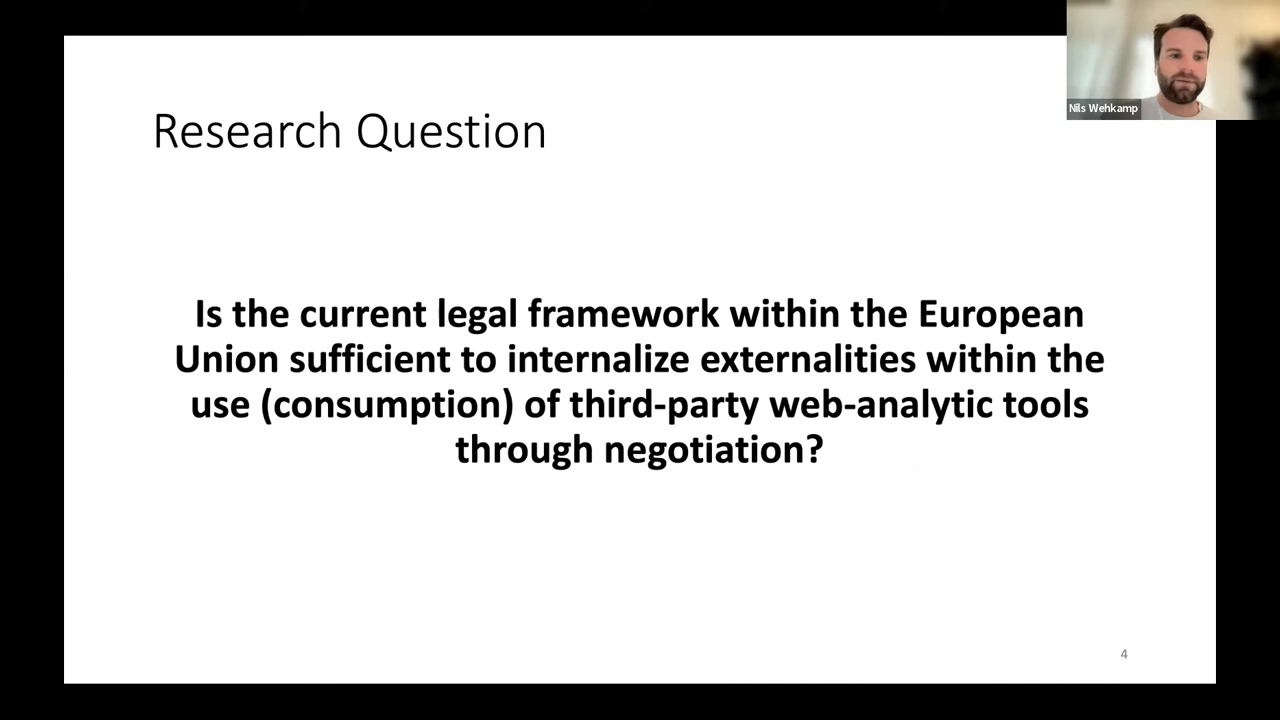 Nils Wehkamp
Research Question
Is the current legal framework within the European
Union sufficient to internalize externalities within the
use (consumption) of third-party web-analytic tools
through negotiation?
4